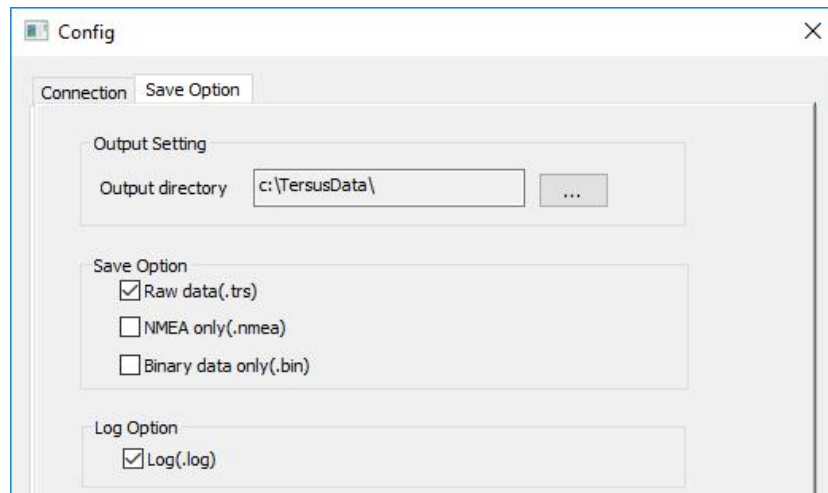 Config
Connection Save Option
Output Setting
Output directory c:\TersusData\ ...
Save Option
Raw data(.trs)
NMEA only(.nmea)
Binary data only(.bin)
Log Option
Log(.log)